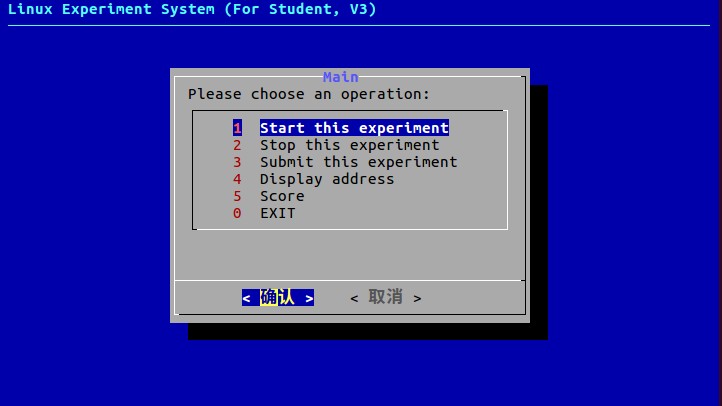 Linux Experiment System (For Student, V3)
Main
Please choose an operation:
1 Start this experiment
2 Stop this experiment
3 Submit this experiment
4 Display address
5 Score
0 EXIT
< 确认 > < 取消 >